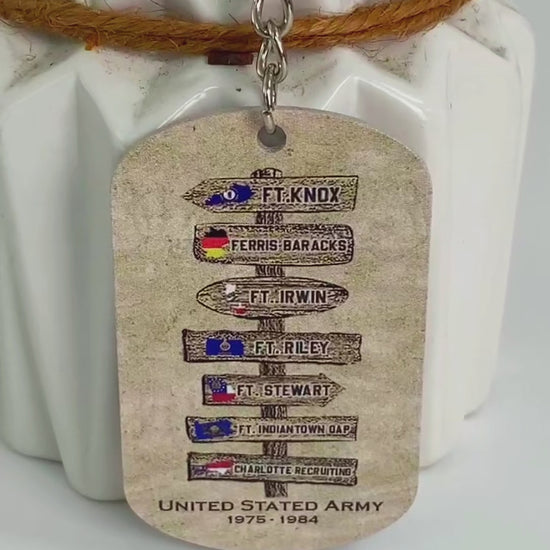 FT.KNOX
FERRIS BARACKS
FT. IRWIN
FT. RILEY
FT. STEWART
FT. INDIANTOWN GAP
CHARLOTTE RECRUITING
UNITED STATED ARMY
1975 - 1984